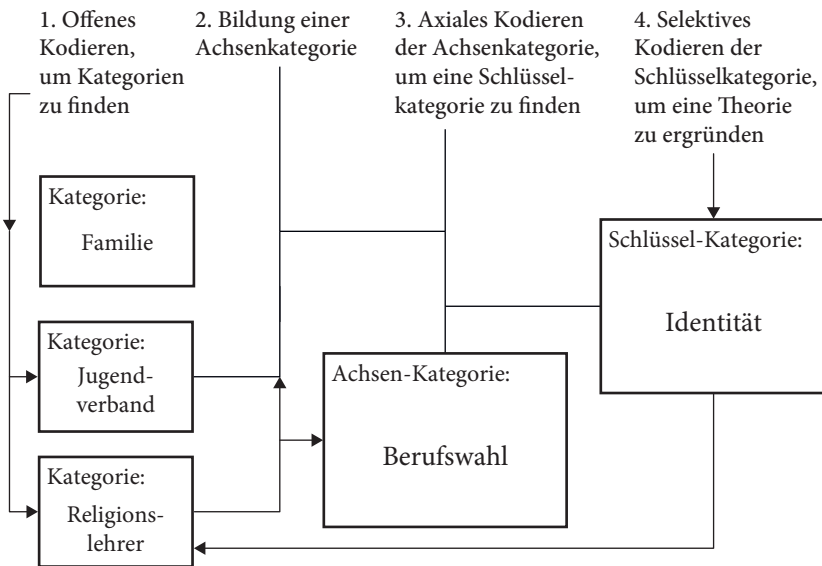 1. Offenes
Kodieren,
um Kategorien
zu finden
2. Bildung einer
Achsenkategorie
3. Axiales Kodieren
der Achsenkategorie,
um eine Schlüssel-
kategorie zu finden
4. Selektives
Kodieren der
Schlüsselkategorie,
um eine Theorie
zu ergründen
Kategorie:
Familie
Kategorie:
Jugend-
verband
Kategorie:
Religions-
lehrer
Achsen-Kategorie:
Berufswahl
Schlüssel-Kategorie:
Identität